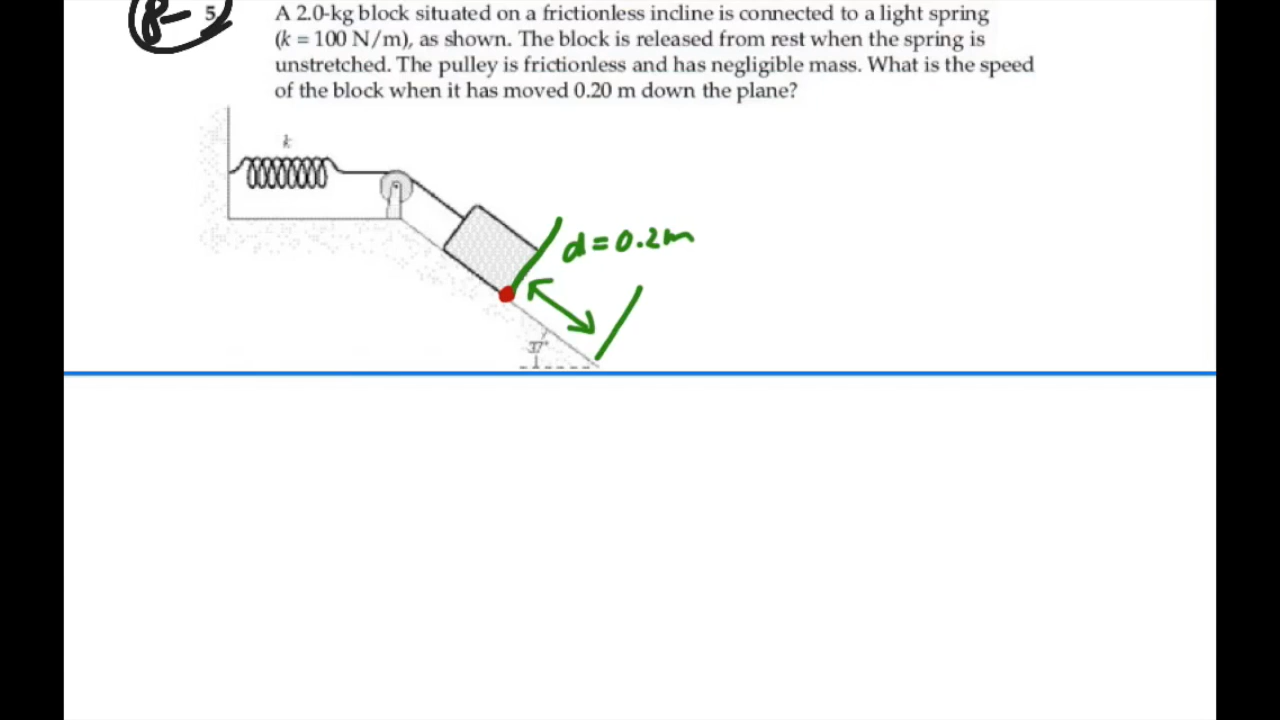 8-
5. A 2.0-kg block situated on a frictionless incline is connected to a light spring
(k = 100 N/m), as shown. The block is released from rest when the spring is
unstretched. The pulley is frictionless and has negligible mass. What is the speed
of the block when it has moved 0.20 m down the plane?
k
d = 0.2m
37°